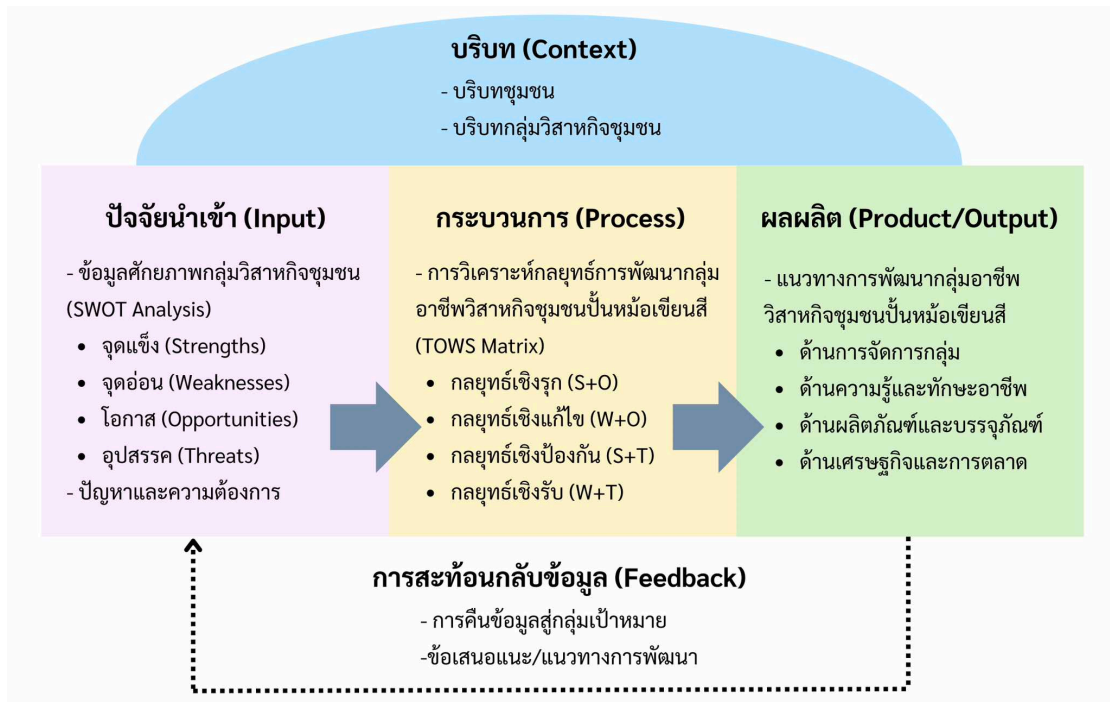 บริบท (Context)
- บริบทชุมชน
- บริบทกลุ่มวิสาหกิจชุมชน
ปัจจัยนำเข้า (Input)
- ข้อมูลศักยภาพกลุ่มวิสาหกิจชุมชน
(SWOT Analysis)
• จุดแข็ง (Strengths)
• จุดอ่อน (Weaknesses)
• โอกาส (Opportunities)
• อุปสรรค (Threats)
- ปัญหาและความต้องการ
กระบวนการ (Process)
- การวิเคราะห์กลยุทธ์การพัฒนากลุ่ม
อาชีพวิสาหกิจชุมชนปั้นหม้อเขียนสี
(TOWS Matrix)
• กลยุทธ์เชิงรุก (S+O)
• กลยุทธ์เชิงแก้ไข (W+O)
• กลยุทธ์เชิงป้องกัน (S+T)
• กลยุทธ์เชิงรับ (W+T)
ผลผลิต (Product/Output)
- แนวทางการพัฒนากลุ่มอาชีพ
วิสาหกิจชุมชนปั้นหม้อเขียนสี
• ด้านการจัดการกลุ่ม
• ด้านความรู้และทักษะอาชีพ
• ด้านผลิตภัณฑ์และบรรจุภัณฑ์
• ด้านเศรษฐกิจและการตลาด
การสะท้อนกลับข้อมูล (Feedback)
- การคืนข้อมูลสู่กลุ่มเป้าหมาย
-ข้อเสนอแนะ/แนวทางการพัฒนา